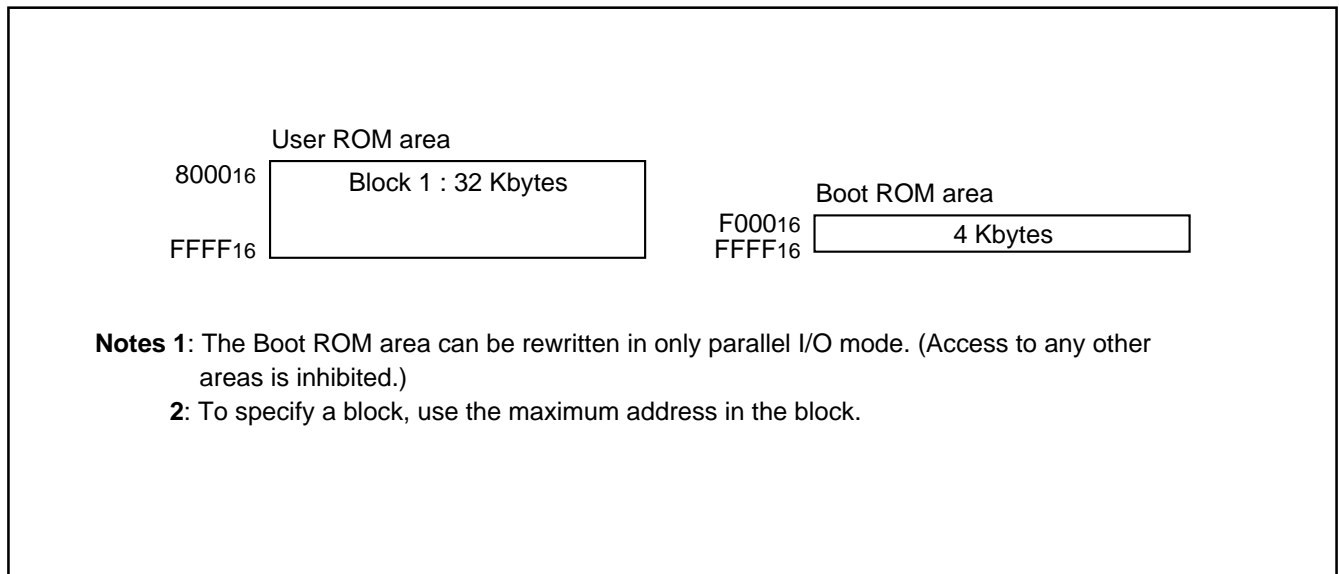 User ROM area
800016
Block 1 : 32 Kbytes
FFFF16
Boot ROM area
F00016
4 Kbytes
FFFF16
Notes 1: The Boot ROM area can be rewritten in only parallel I/O mode. (Access to any other
areas is inhibited.)
2: To specify a block, use the maximum address in the block.